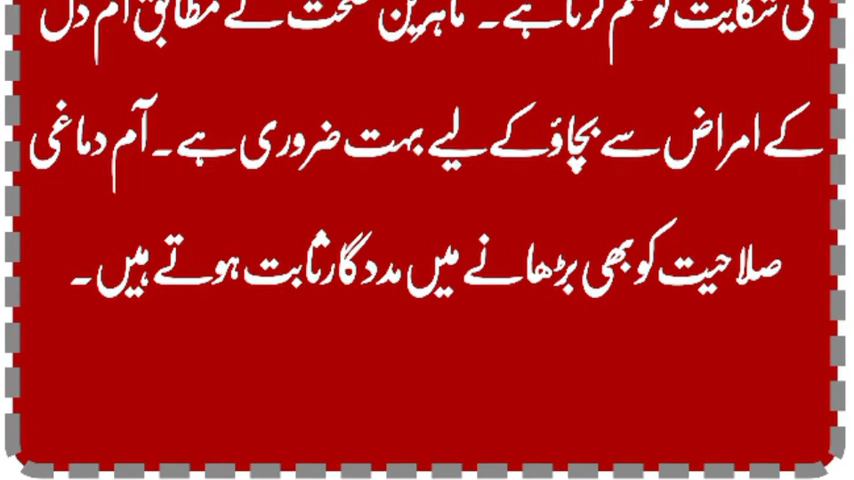 کی شکایت کو ختم کرتا ہے۔ ماہرین صحت کے مطابق آم دل
کے امراض سے بچاؤ کے لیے بہت ضروری ہے۔ آم دماغی
صلاحیت کو بھی بڑھانے میں مددگار ثابت ہوتے ہیں۔